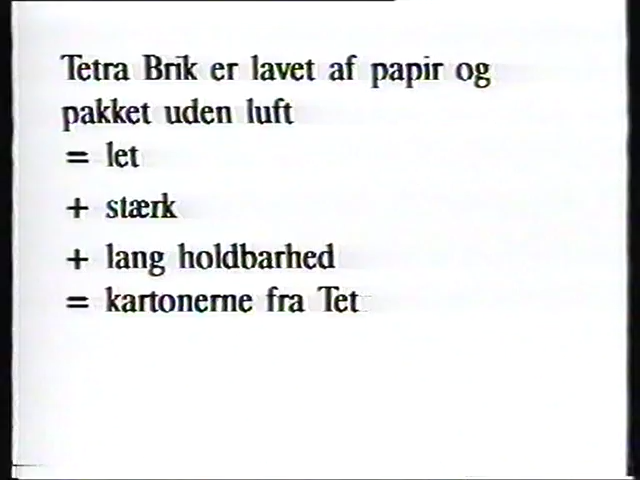 Tetra Brik er lavet af papir og
pakket uden luft
= let
+ stærk
+ lang holdbarhed
= kartonerne fra Tet